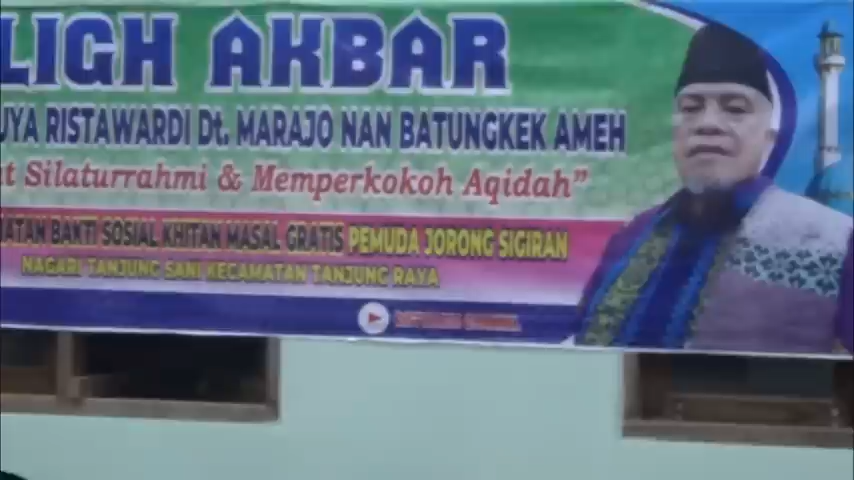 LIGH AKBAR
UYA RISTAWARDI Dt. MARAJO NAN BATUNGKEK AMEH
Silaturrahmi & Memperkokoh Aqidah”
ATAN BAKTI SOSIAL KHITAN MASAL GRATIS PEMUDA JORONG SIGIRAN
NAGARI TANJUNG SANI KECAMATAN TANJUNG RAYA